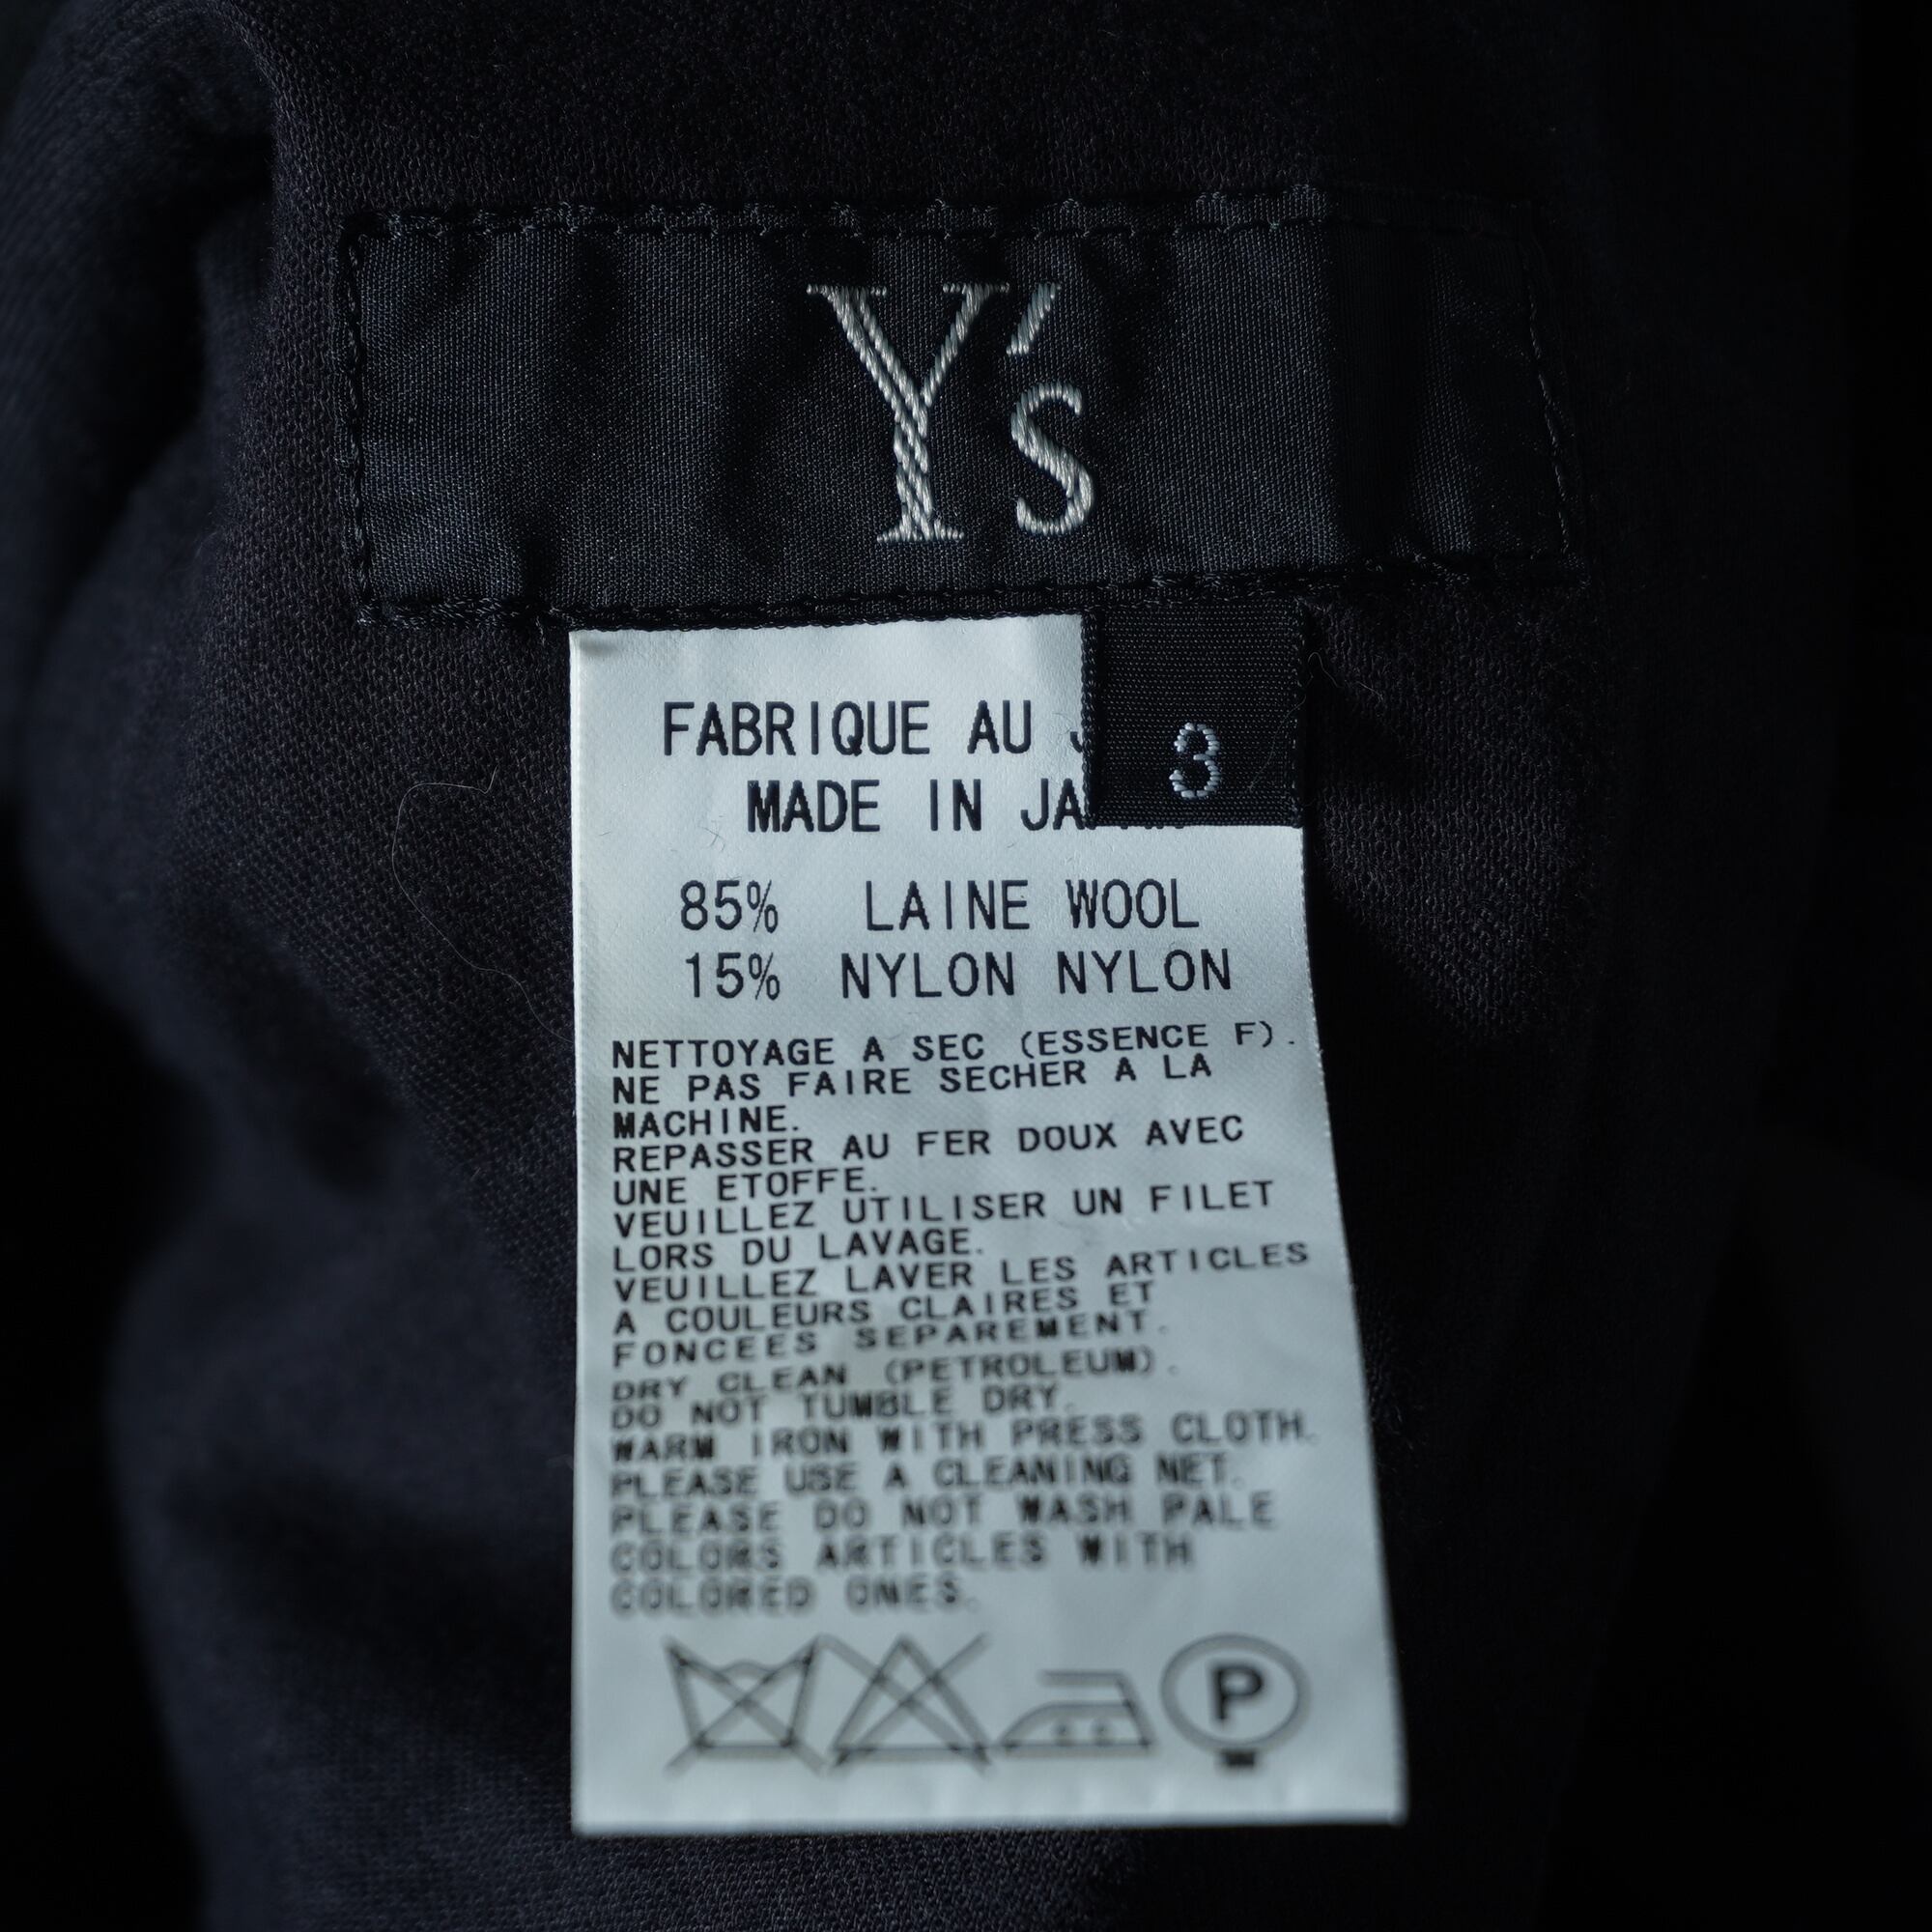 Y's
3
FABRIQUE AU
MADE IN
85% LAINE WOOL
15% NYLON NYLON
NETTOYAGE A SEC (ESSENCE F).
NE PAS FAIRE SECHER A LA
MACHINE.
REPASSER AU FER DOUX AVEC
UNE ETOFFE.
VEUILLEZ UTILISER UN FILET
LORS DU LAVAGE.
VEUILLEZ LAVER LES ARTICLES
A COULEURS CLAIRES ET
FONCEES SEPAREMENT.
DRY CLEAN (PETROLEUM).
DO NOT TUMBLE DRY.
WARM IRON WITH PRESS CLOTH.
PLEASE USE A CLEANING NET.
PLEASE DO NOT WASH PALE
COLORS ARTICLES WITH
COLORED ONES.
P